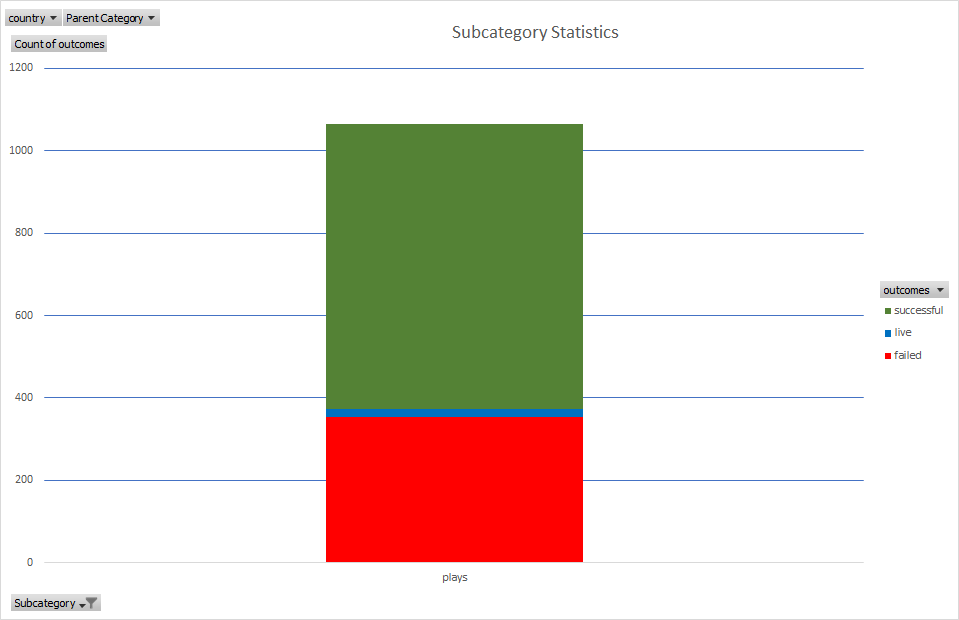 country Parent Category
Subcategory Statistics
Count of outcomes
1200
1000
800
600
400
200
0
plays
outcomes
successful
live
failed
Subcategory